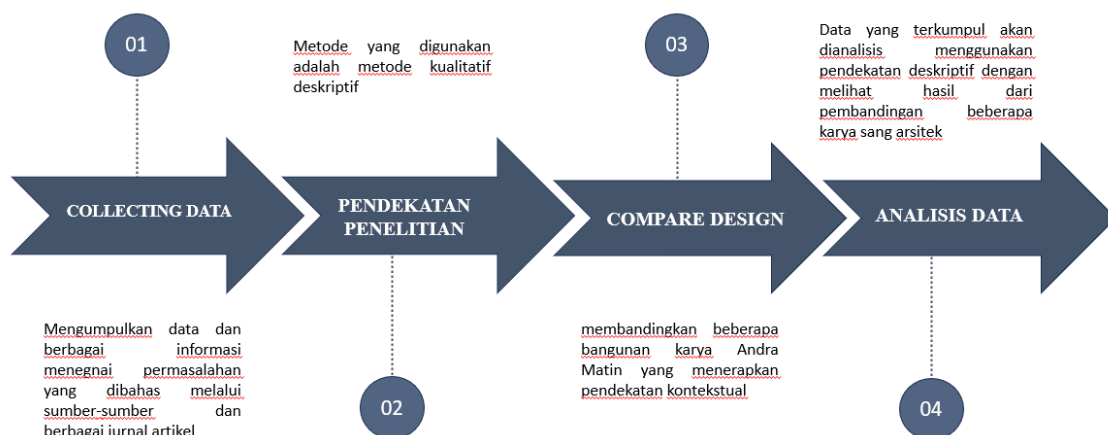 01
COLLECTING DATA
Mengumpulkan data dan
berbagai informasi
menegnai permasalahan
yang dibahas melalui
sumber-sumber dan
berbagai jurnal artikel
Metode yang digunakan
adalah metode kualitatif
deskriptif
PENDEKATAN
PENELITIAN
02
03
COMPARE DESIGN
membandingkan beberapa
bangunan karya Andra
Matin yang menerapkan
pendekatan kontekstual
Data yang terkumpul akan
dianalisis menggunakan
pendekatan deskriptif dengan
melihat hasil dari
pembandingan beberapa
karya sang arsitek
ANALISIS DATA
04